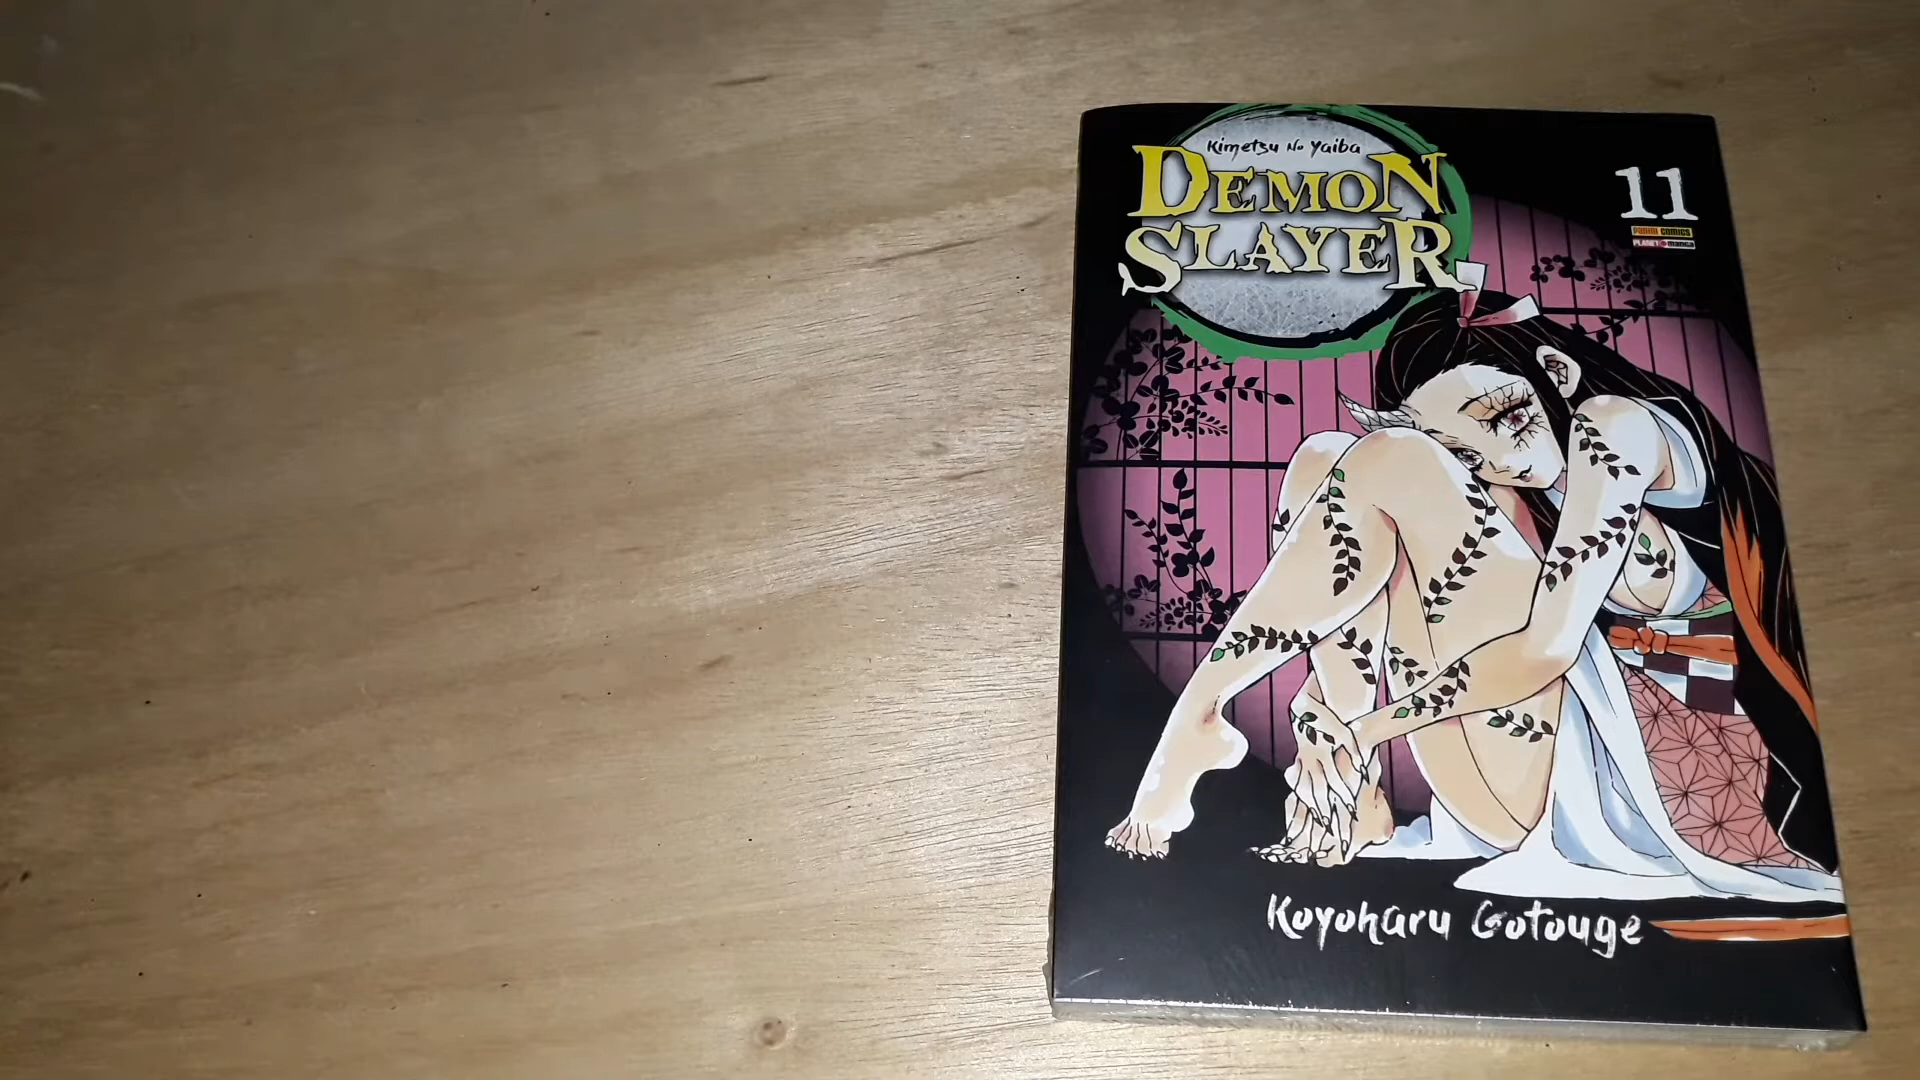 Kimetsu No Yaiba
DEMON
SLAYER
11
PANINI COMICS
PLANET manga
Koyoharu Gotouge